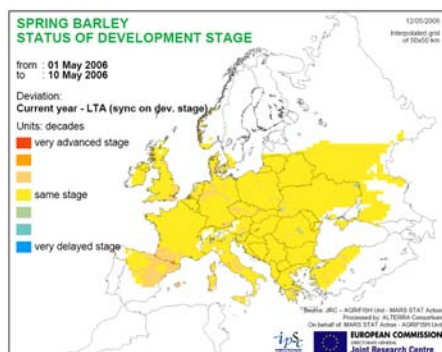 SPRING BARLEY
STATUS OF DEVELOPMENT STAGE
12/05/2006
Interpolated grid
of 50x50 km
from : 01 May 2006
to : 10 May 2006
Deviation:
Current year - LTA (sync on dev. stage)
Units: decades
very advanced stage
same stage
very delayed stage
Source: JRC - AGRIFISH Unit - MARS STAT Action
Processed by: ALTERRA Consortium
On behalf of: MARS STAT Action - AGRIFISH Unit
ipsc
EUROPEAN COMMISSION
DIRECTORATE GENERAL
Joint Research Centre